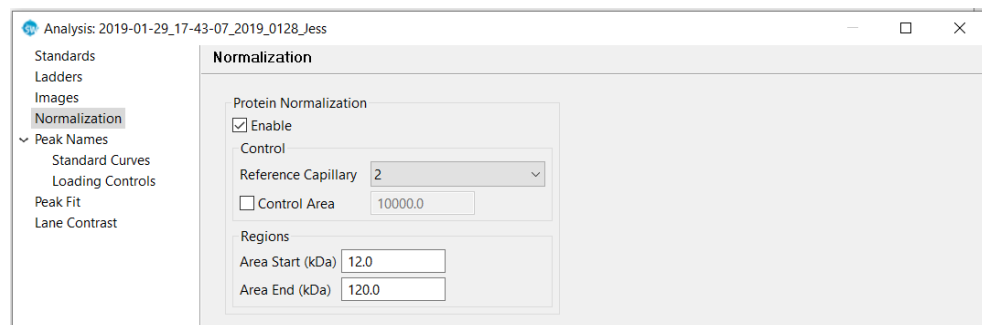 Analysis: 2019-01-29_17-43-07_2019_0128_Jess
Standards
Ladders
Images
Normalization
Peak Names
Standard Curves
Loading Controls
Peak Fit
Lane Contrast
Normalization
Protein Normalization
Enable
Control
Reference Capillary 2
Control Area 10000.0
Regions
Area Start (kDa) 12.0
Area End (kDa) 120.0